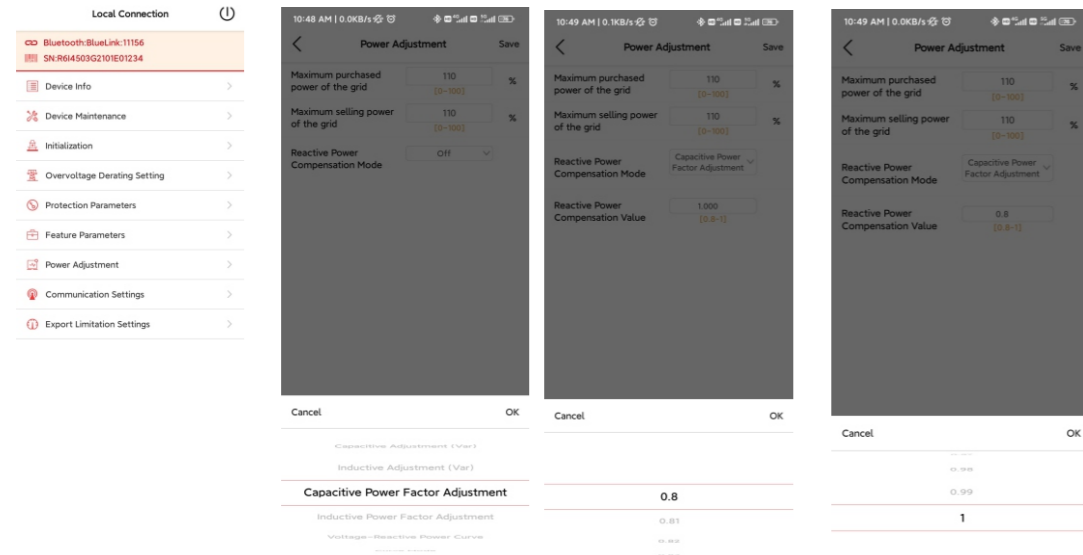 Local Connection
Bluetooth:BlueLink:11156
SN:R6I4503G2101E01234
Device Info
Device Maintenance
Initialization
Overvoltage Derating Setting
Protection Parameters
Feature Parameters
Power Adjustment
Communication Settings
Export Limitation Settings
10:48 AM | 0.0KB/s
Power Adjustment
Save
Maximum purchased
power of the grid
110
[0~100]
%
Maximum selling power
of the grid
110
[0~100]
%
Reactive Power
Compensation Mode
Off
Cancel
OK
Capacitive Adjustment (Var)
Inductive Adjustment (Var)
Capacitive Power Factor Adjustment
Inductive Power Factor Adjustment
Voltage-Reactive Power Curve
10:49 AM | 0.1KB/s
Power Adjustment
Save
Maximum purchased
power of the grid
110
[0~100]
%
Maximum selling power
of the grid
110
[0~100]
%
Reactive Power
Compensation Mode
Capacitive Power
Factor Adjustment
Reactive Power
Compensation Value
1.000
[0.8~1]
Cancel
OK
0.8
0.81
0.82
10:49 AM | 0.0KB/s
Power Adjustment
Save
Maximum purchased
power of the grid
110
[0~100]
%
Maximum selling power
of the grid
110
[0~100]
%
Reactive Power
Compensation Mode
Capacitive Power
Factor Adjustment
Reactive Power
Compensation Value
0.8
[0.8~1]
Cancel
OK
0.98
0.99
1